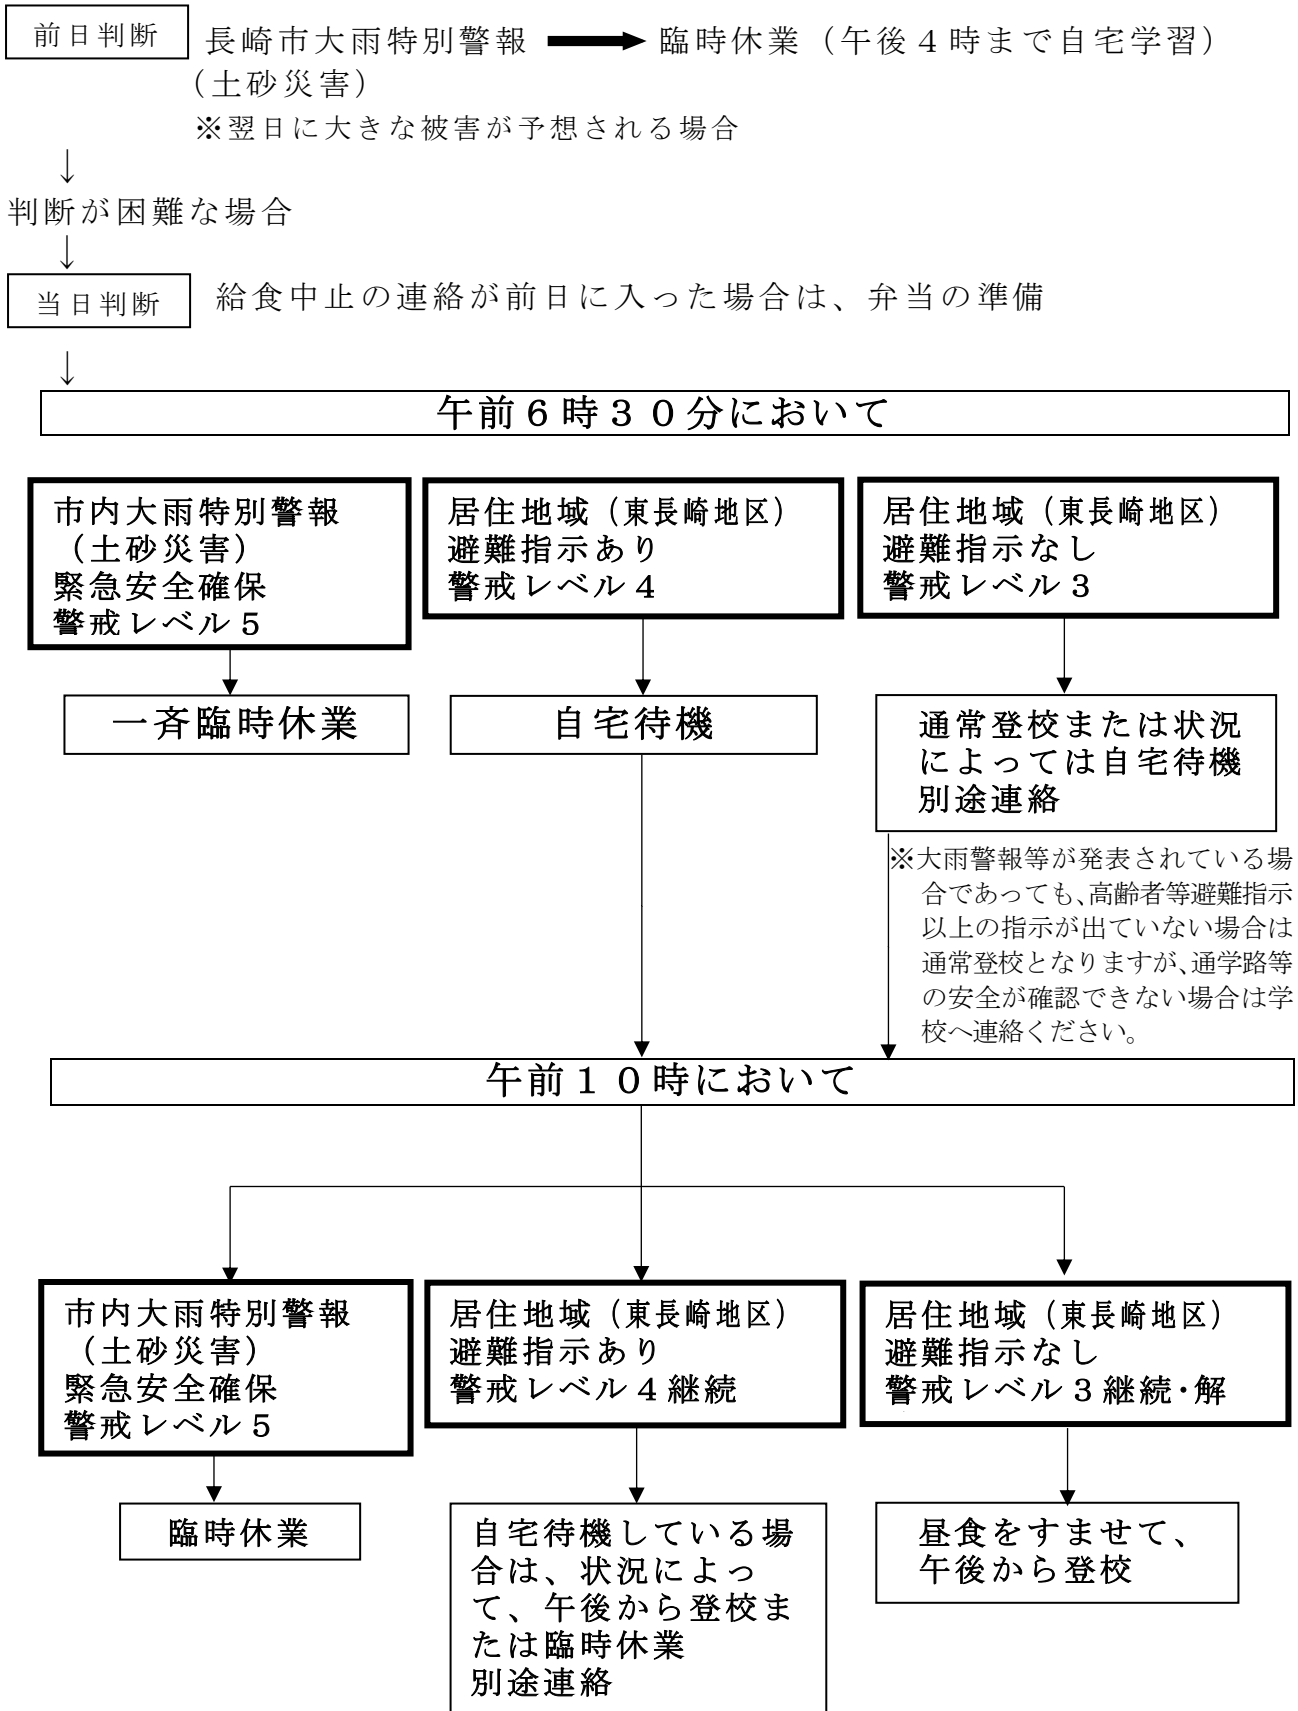 前日判断
長崎市大雨特別警報 ➡ 臨時休業（午後４時まで自宅学習）
（土砂災害）
※翌日に大きな被害が予想される場合
↓
判断が困難な場合
↓
当日判断
給食中止の連絡が前日に入った場合は、弁当の準備
↓
午前６時３０分において
市内大雨特別警報
（土砂災害）
緊急安全確保
警戒レベル５
居住地域（東長崎地区）
避難指示あり
警戒レベル４
居住地域（東長崎地区）
避難指示なし
警戒レベル３
一斉臨時休業
自宅待機
通常登校または状況
によっては自宅待機
別途連絡
※大雨警報等が発表されている場
合であっても、高齢者等避難指示
以上の指示が出ていない場合は
通常登校となりますが、通学路等
の安全が確認できない場合は学
校へ連絡ください。
午前１０時において
市内大雨特別警報
（土砂災害）
緊急安全確保
警戒レベル５
居住地域（東長崎地区）
避難指示あり
警戒レベル４継続
居住地域（東長崎地区）
避難指示なし
警戒レベル３継続・解
臨時休業
自宅待機している場
合は、状況によっ
て、午後から登校ま
たは臨時休業
別途連絡
昼食をすませて、
午後から登校